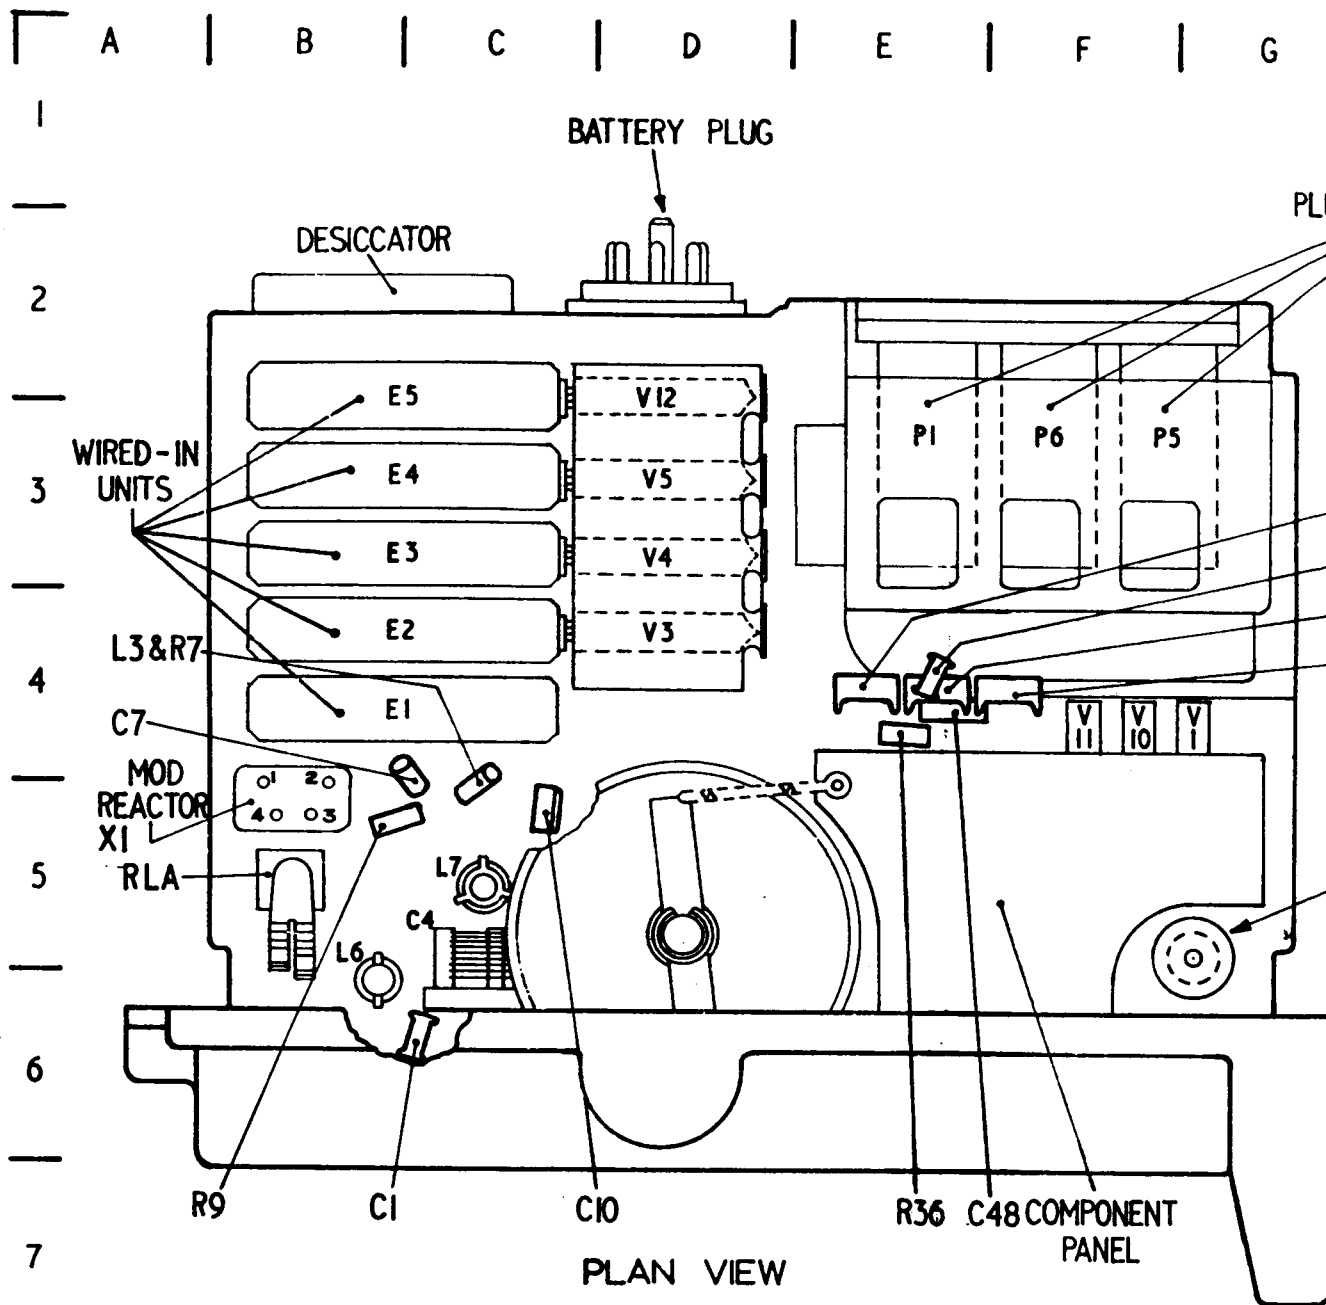 A B C D E F G
1
BATTERY PLUG
DESICCATOR
2
E5
V12
P1 P6 P5
WIRED-IN
UNITS
3
E4
V5
E3
V4
E2
V3
L3&R7
4
E1
C7
V
11
V
10
V
1
MOD
REACTOR
X1
1 2
4 3
5
RLA
L7
C4
L6
6
R9 C1 C10 R36 C48 COMPONENT
PANEL
7
PLAN VIEW